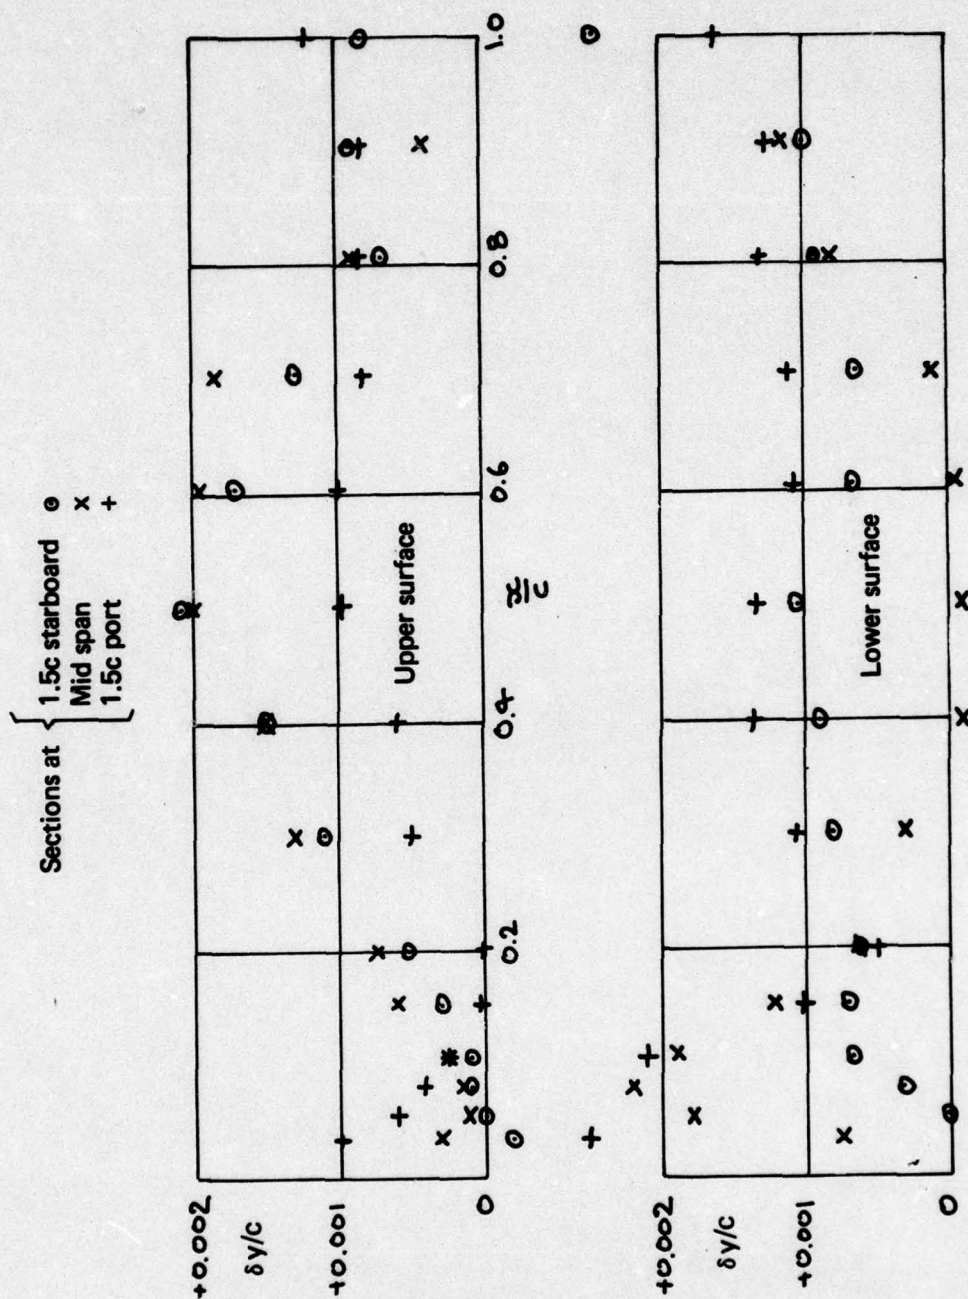 Sections at { 1.5c starboard ⊙
Mid span ×
1.5c port +
+0.002
δy/c
+0.001
0
Upper surface
0.2
0.4
x/c
0.6
0.8
1.0
+0.002
δy/c
+0.001
0
Lower surface